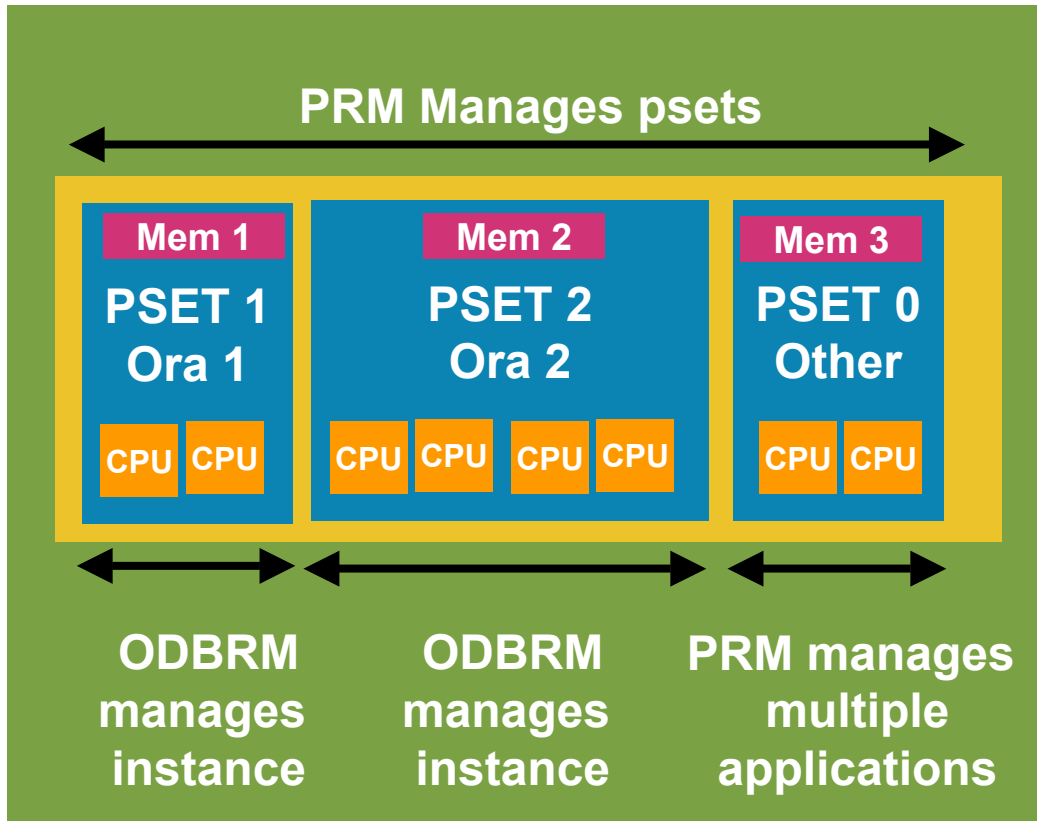 PRM Manages psets
Mem 1
PSET 1
Ora 1
CPU CPU
Mem 2
PSET 2
Ora 2
CPU CPU CPU CPU
Mem 3
PSET 0
Other
CPU CPU
ODBRM
manages
instance
ODBRM
manages
instance
PRM manages
multiple
applications